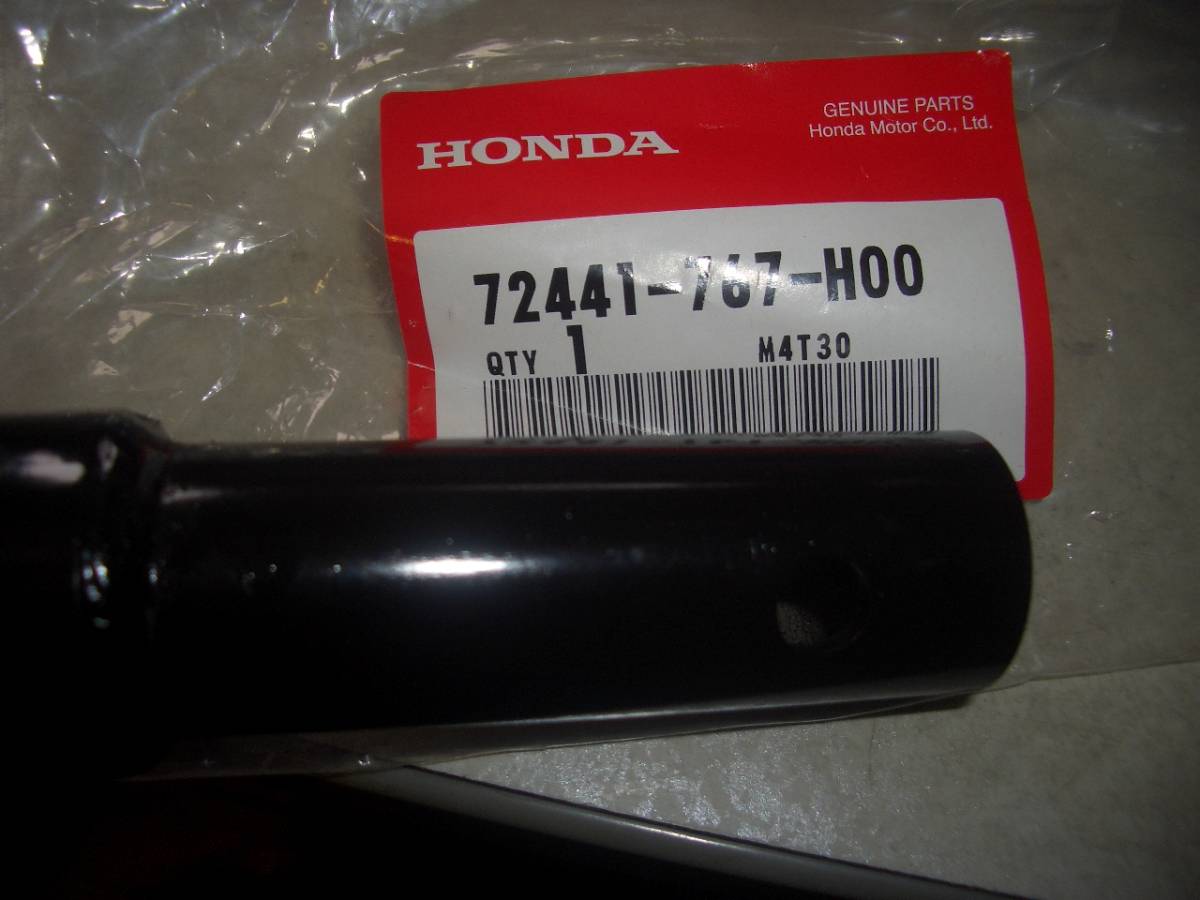 GENUINE PARTS
Honda Motor Co., Ltd.
HONDA
72441-767-H00
QTY 1 M4T30